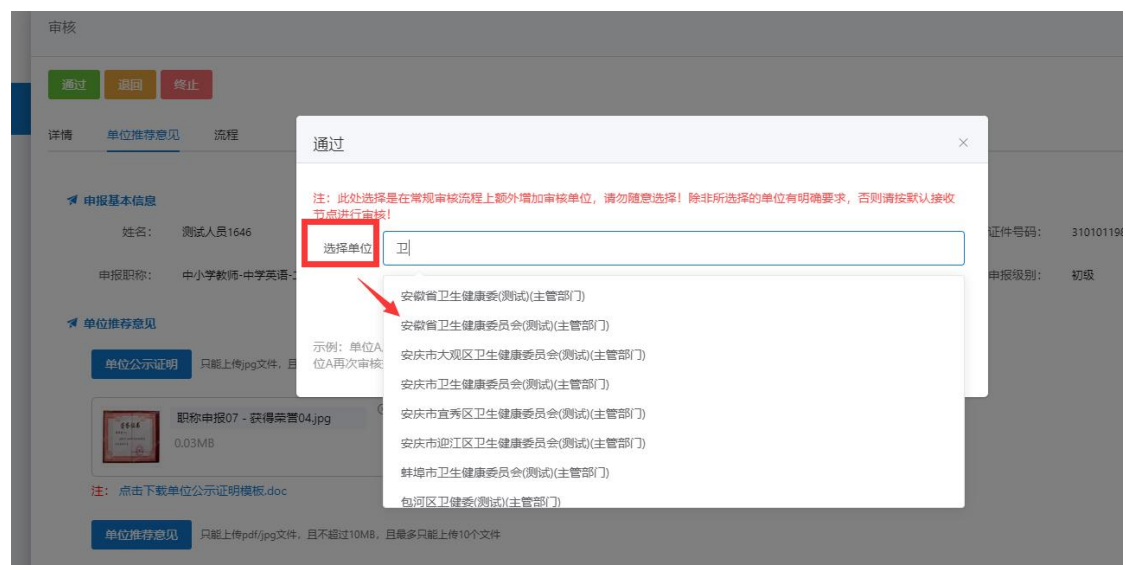 审核
通过 退回 终止
详情 单位推荐意见 流程
通过
注：此处选择是在常规审核流程上额外增加审核单位，请勿随意选择！除非所选择的单位有明确要求，否则请按默认接收
节点进行审核！
选择单位 卫
安徽省卫生健康委(测试)(主管部门)
安徽省卫生健康委员会(测试)(主管部门)
安庆市大观区卫生健康委员会(测试)(主管部门)
安庆市卫生健康委员会(测试)(主管部门)
安庆市宜秀区卫生健康委员会(测试)(主管部门)
安庆市迎江区卫生健康委员会(测试)(主管部门)
蚌埠市卫生健康委员会(测试)(主管部门)
包河区卫健委(测试)(主管部门)
示例：单位A
位A再次审核
申报基本信息
姓名： 测试人员1646 证件号码： 310101198
申报职称： 中小学教师-中学英语- 申报级别： 初级
单位推荐意见
单位公示证明 只能上传jpg文件，且
职称申报07 - 获得荣誉04.jpg
0.03MB
注： 点击下载单位公示证明模板.doc
单位推荐意见 只能上传pdf/jpg文件，且不超过10MB，且最多只能上传10个文件